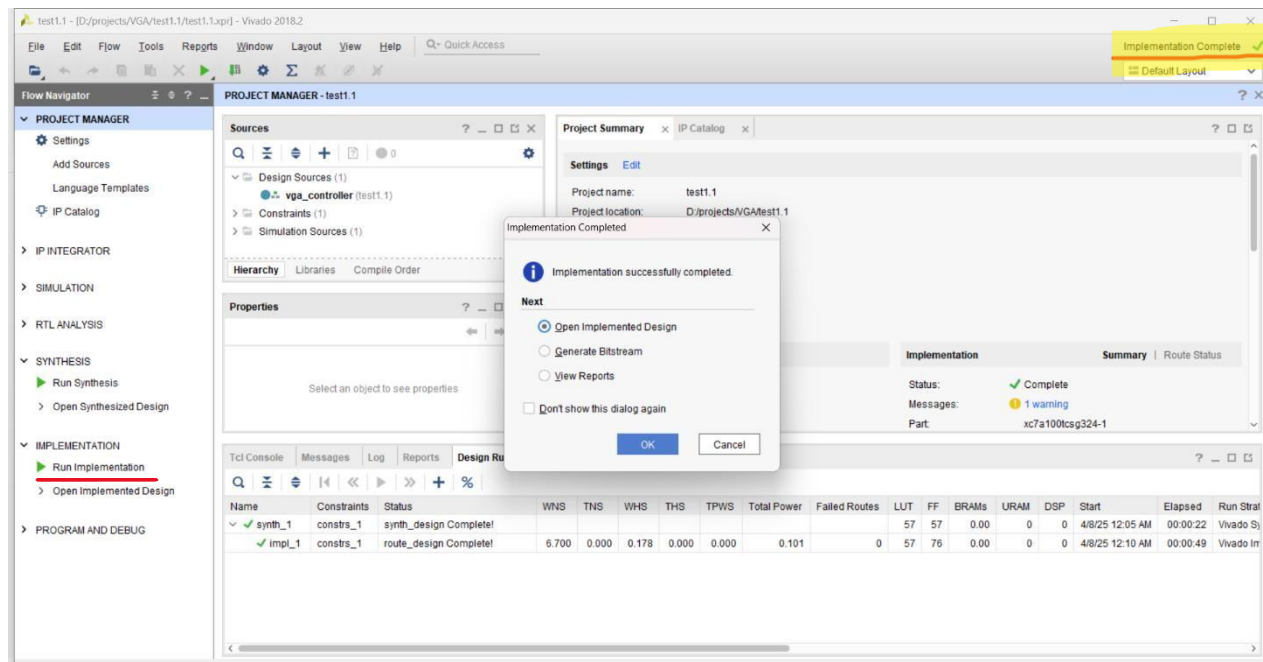 test1.1 - [D:/projects/VGA/test1.1/test1.1.xpr] - Vivado 2018.2
File Edit Flow Tools Reports Window Layout View Help Quick Access
Implementation Complete
Default Layout
Flow Navigator
PROJECT MANAGER - test1.1
PROJECT MANAGER
Settings
Add Sources
Language Templates
IP Catalog
IP INTEGRATOR
SIMULATION
RTL ANALYSIS
SYNTHESIS
Run Synthesis
Open Synthesized Design
IMPLEMENTATION
Run Implementation
Open Implemented Design
PROGRAM AND DEBUG
Sources
0
Design Sources (1)
vga_controller (test1.1)
Constraints (1)
Simulation Sources (1)
Hierarchy Libraries Compile Order
Properties
Select an object to see properties
Project Summary IP Catalog
Settings Edit
Project name: test1.1
Project location: D:/projects/VGA/test1.1
Implementation Summary | Route Status
Status: Complete
Messages: 1 warning
Part: xc7a100tcsg324-1
Implementation Completed
Implementation successfully completed.
Next
Open Implemented Design
Generate Bitstream
View Reports
Don't show this dialog again
OK Cancel
Tcl Console Messages Log Reports Design Ru
Name Constraints Status WNS TNS WHS THS TPWS Total Power Failed Routes LUT FF BRAMs URAM DSP Start Elapsed Run Strat
synth_1 constrs_1 synth_design Complete! 57 57 0.00 0 0 4/8/25 12:05 AM 00:00:22 Vivado Sy
impl_1 constrs_1 route_design Complete! 6.700 0.000 0.178 0.000 0.000 0.101 0 57 76 0.00 0 0 4/8/25 12:10 AM 00:00:49 Vivado Im